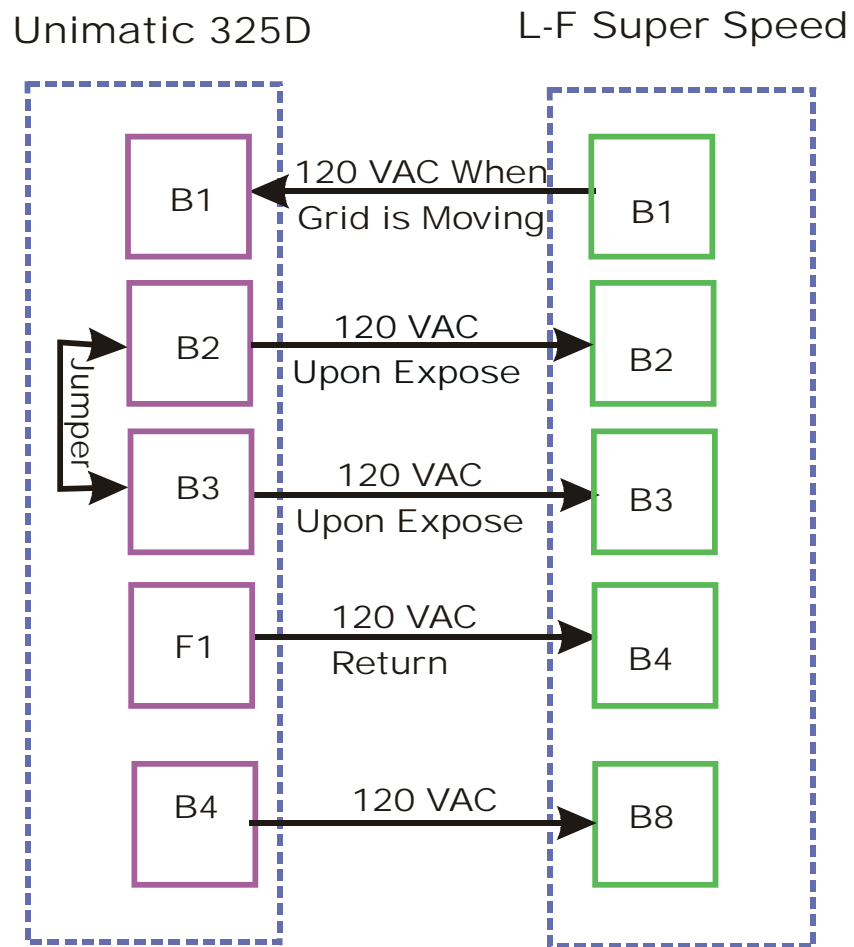 Unimatic 325D
L-F Super Speed
B1
120 VAC When
Grid is Moving
B1
B2
120 VAC
Upon Expose
B2
Jumper
B3
120 VAC
Upon Expose
B3
F1
120 VAC
Return
B4
B4
120 VAC
B8